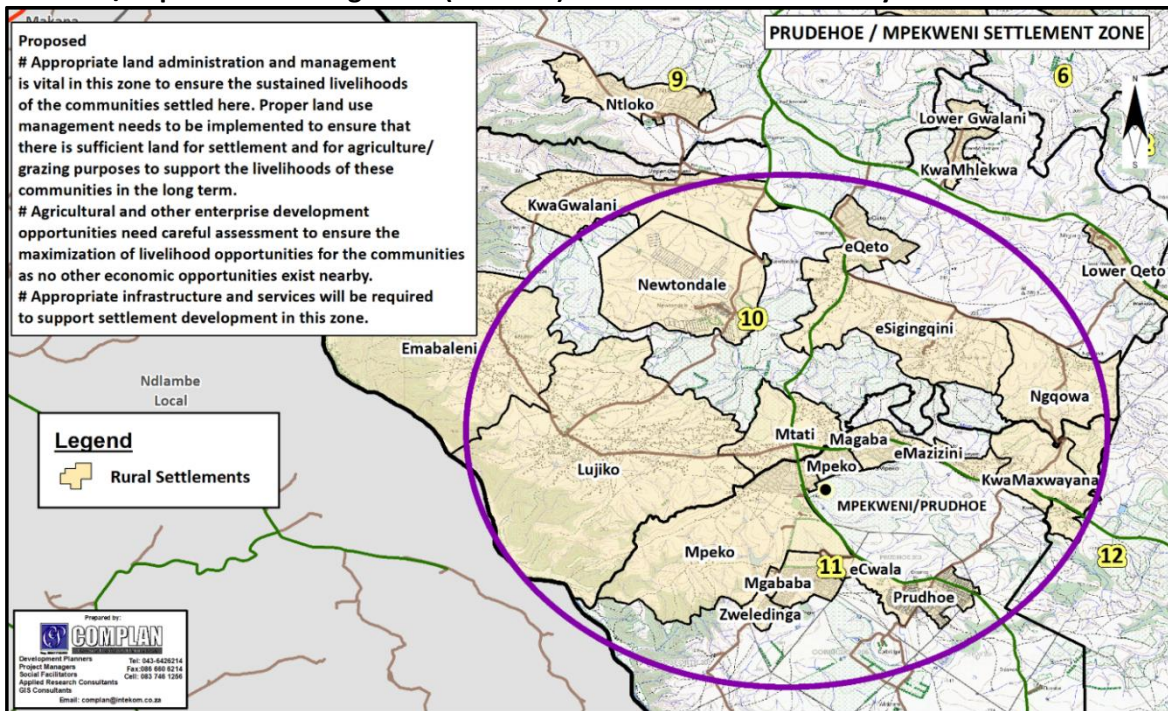 Makana
PRUDEHOE / MPEKWENI SETTLEMENT ZONE
Proposed
# Appropriate land administration and management
is vital in this zone to ensure the sustained livelihoods
of the communities settled here. Proper land use
management needs to be implemented to ensure that
there is sufficient land for settlement and for agriculture/
grazing purposes to support the livelihoods of these
communities in the long term.
# Agricultural and other enterprise development
opportunities need careful assessment to ensure the
maximization of livelihood opportunities for the communities
as no other economic opportunities exist nearby.
# Appropriate infrastructure and services will be required
to support settlement development in this zone.
9
6
N
S
Ntloko
Lower Gwalani
KwaMhlekwa
KwaGwalani
eQeto
Lower Qeto
Newtondale
10
eSigingqini
Emabaleni
Ndlambe
Local
Ngqowa
Legend
Rural Settlements
Mtati
Magaba
eMazizini
Lujiko
Mpeko
KwaMaxwayana
MPEKWENI/PRUDHOE
Mpeko
11
eCwala
12
Mgababa
Prudhoe
Zweledinga
Prepared by:
COMPLAN
Development Planners
Project Managers
Social Facilitators
Applied Research Consultants
GIS Consultants
Tel: 043-6426214
Fax:086 660 6214
Cell: 083 746 1256
Email: complan@intekom.co.za